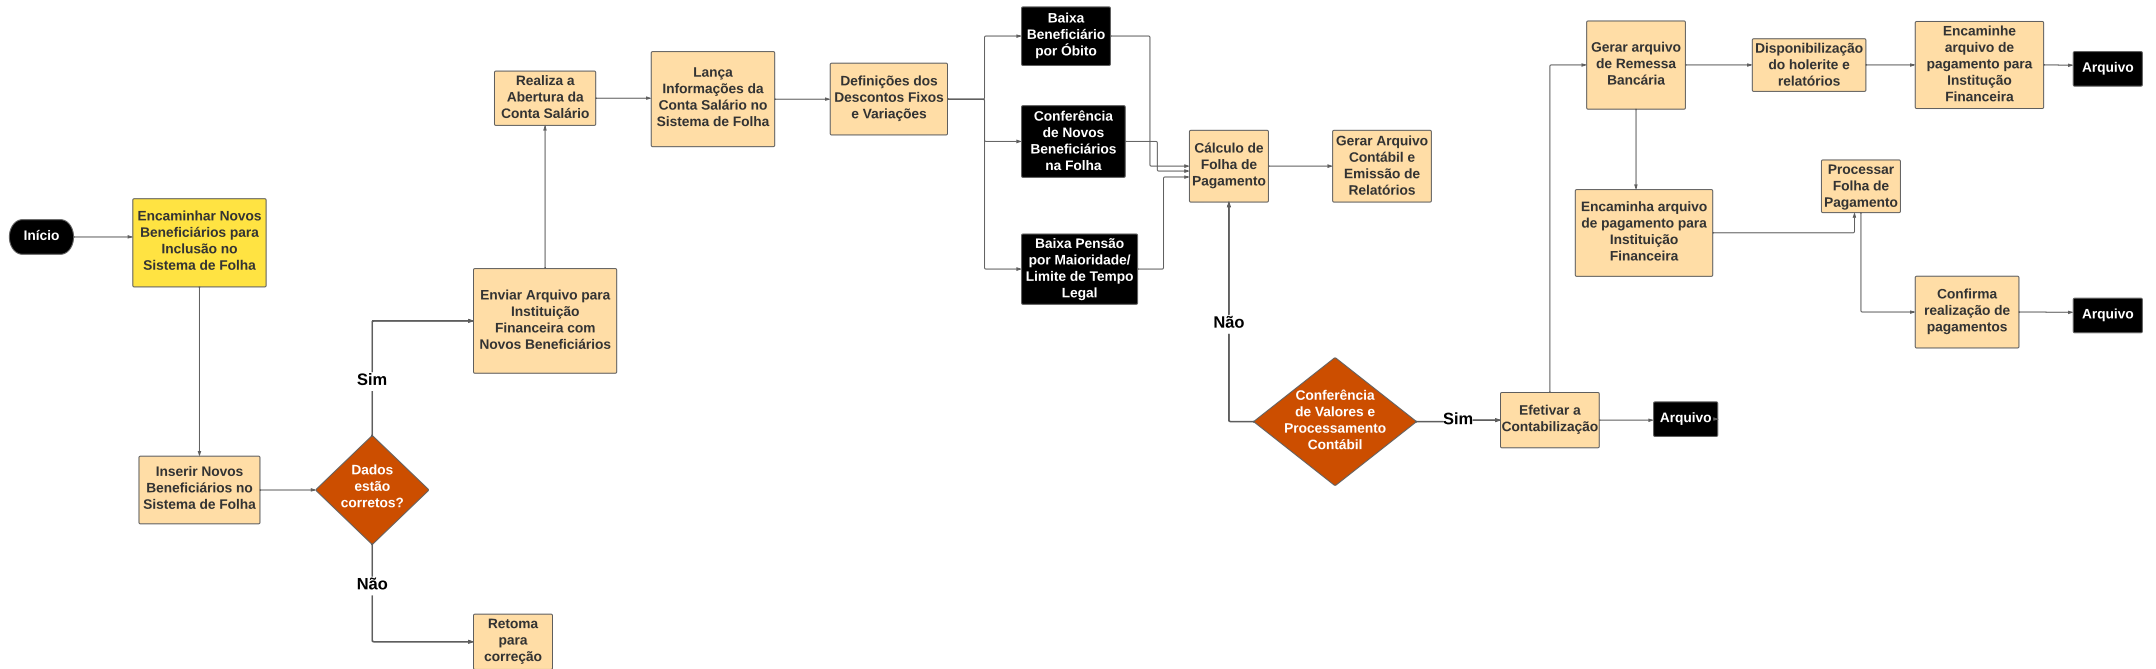 Início
Encaminhar Novos
Beneficiários para
Inclusão no
Sistema de Folha
Inserir Novos
Beneficiários no
Sistema de Folha
Dados
estão
corretos?
Sim
Não
Retoma
para
correção
Enviar Arquivo para
Instituição
Financeira com
Novos Beneficiários
Realiza a
Abertura da
Conta Salário
Lança
Informações da
Conta Salário no
Sistema de Folha
Definições dos
Descontos Fixos
e Variações
Baixa
Beneficiário
por Óbito
Conferência
de Novos
Beneficiários
na Folha
Baixa Pensão
por Maioridade/
Limite de Tempo
Legal
Cálculo de
Folha de
Pagamento
Gerar Arquivo
Contábil e
Emissão de
Relatórios
Não
Conferência
de Valores e
Processamento
Contábil
Sim
Efetivar a
Contabilização
Arquivo
Gerar arquivo
de Remessa
Bancária
Disponibilização
do holerite e
relatórios
Encaminhe
arquivo de
pagamento para
Institução
Financeira
Arquivo
Encaminha arquivo
de pagamento para
Instituição
Financeira
Processar
Folha de
Pagamento
Confirma
realização de
pagamentos
Arquivo